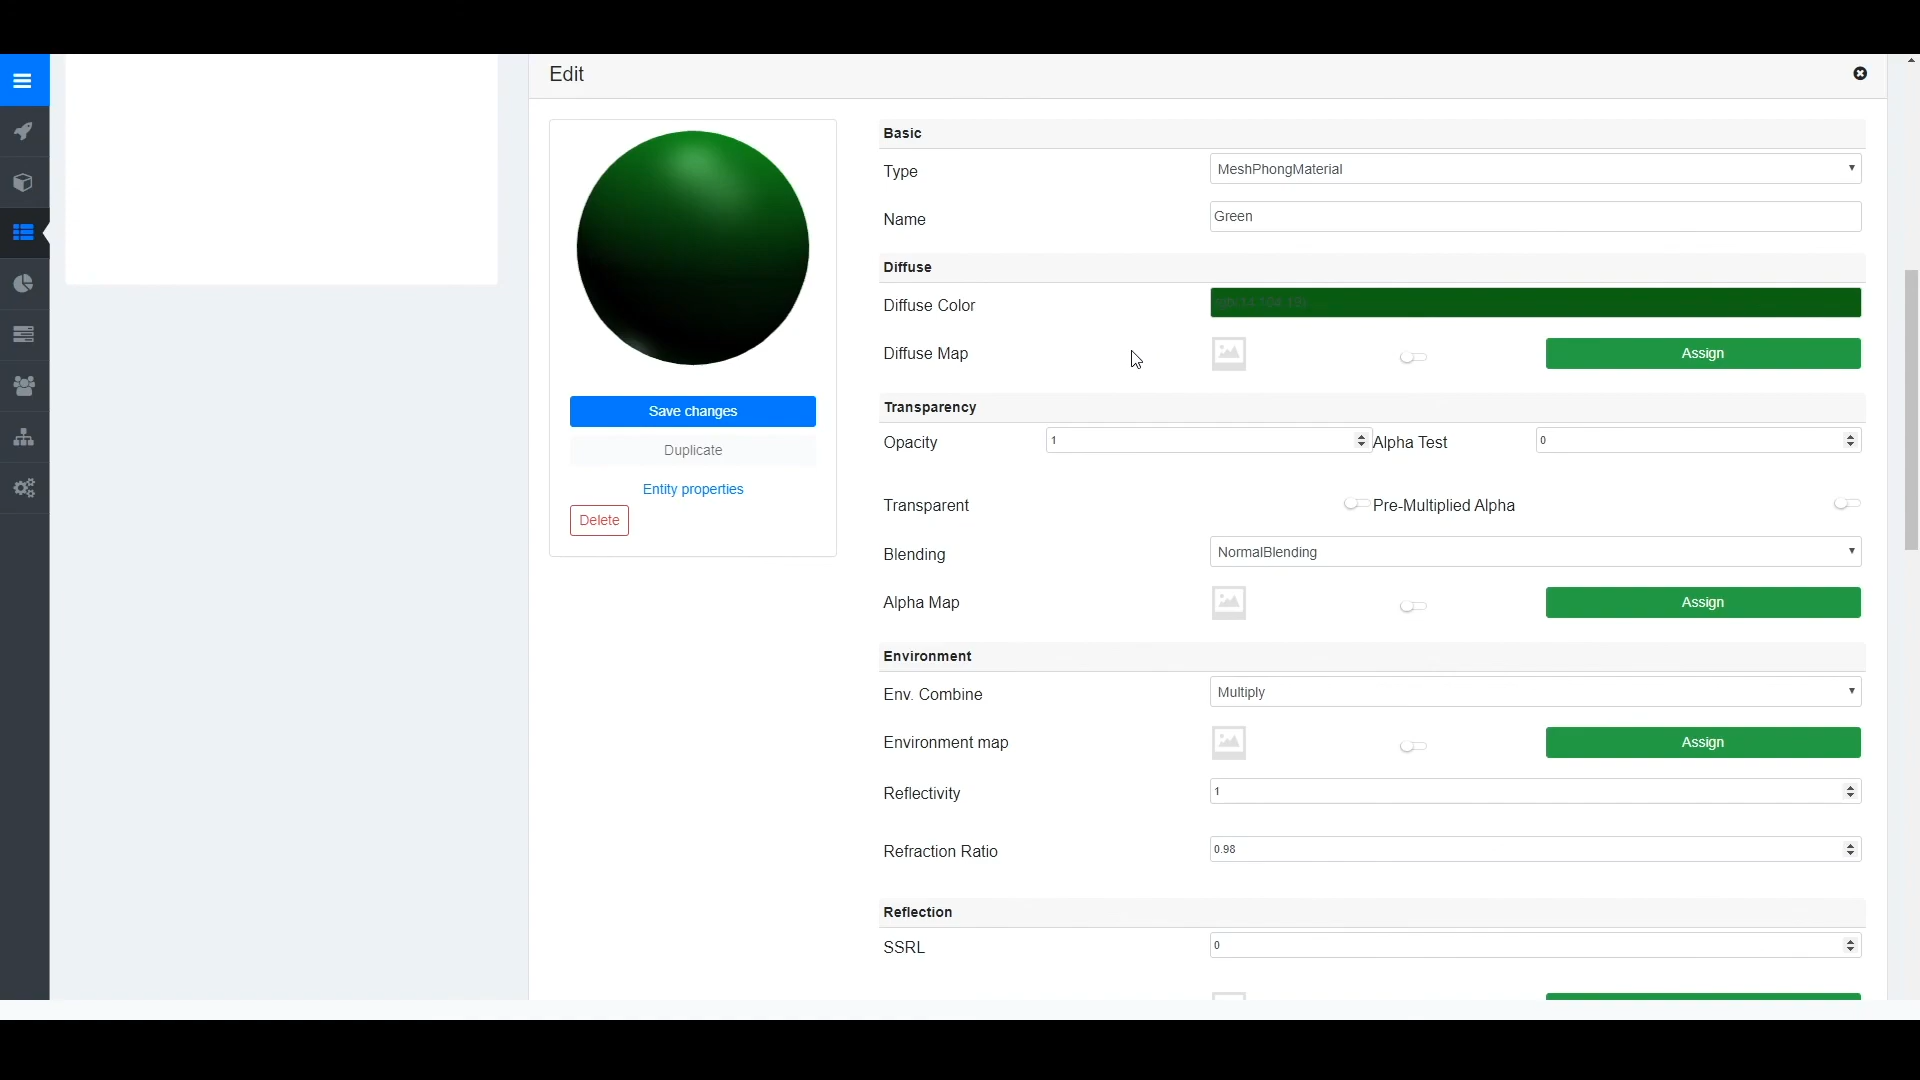 Edit
Basic
Type
MeshPhongMaterial
Name
Green
Diffuse
Diffuse Color
Diffuse Map
Assign
Save changes
Duplicate
Entity properties
Delete
Transparency
Opacity
1
Alpha Test
0
Transparent
Pre-Multiplied Alpha
Blending
NormalBlending
Alpha Map
Assign
Environment
Env. Combine
Multiply
Environment map
Assign
Reflectivity
1
Refraction Ratio
0.98
Reflection
SSRL
0